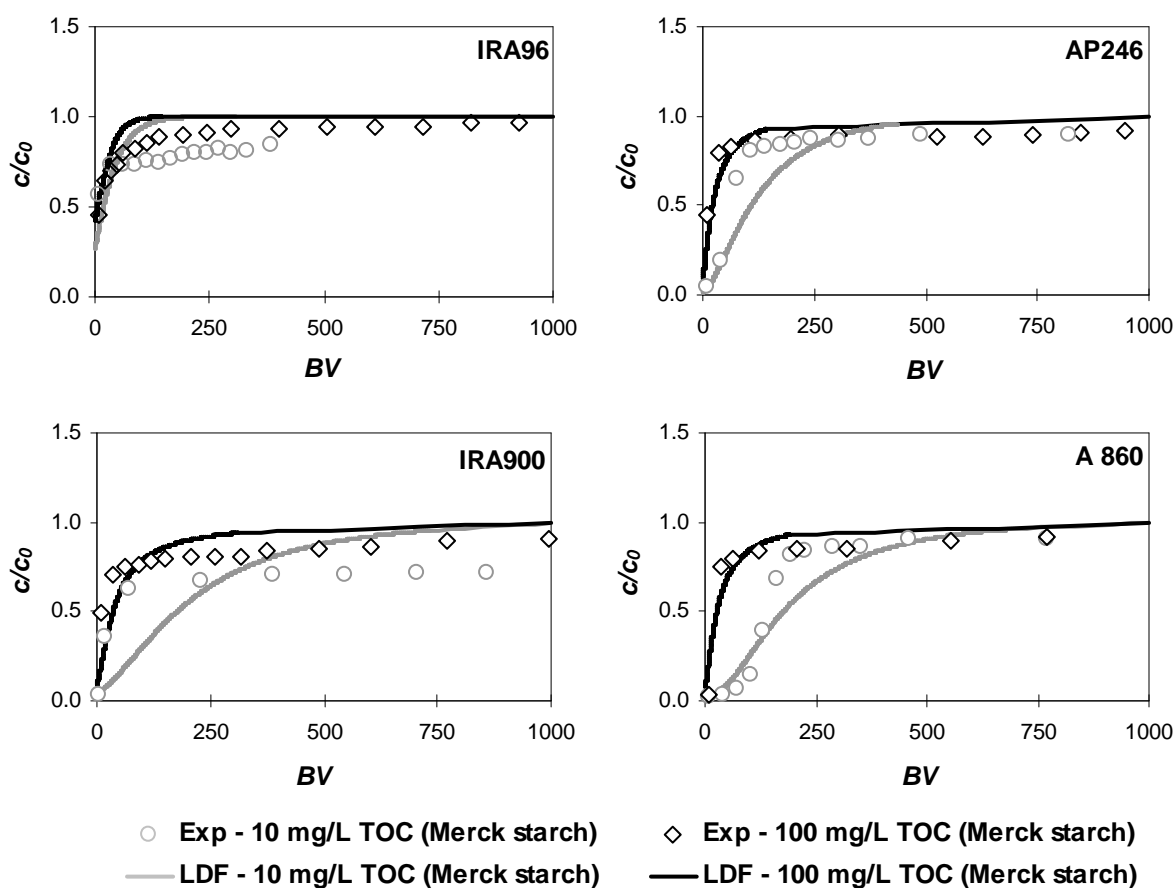 IRA96
c/c0
1.5
1.0
0.5
0.0
0 250 500 750 1000
BV
AP246
c/c0
1.5
1.0
0.5
0.0
0 250 500 750 1000
BV
IRA900
c/c0
1.5
1.0
0.5
0.0
0 250 500 750 1000
BV
A 860
c/c0
1.5
1.0
0.5
0.0
0 250 500 750 1000
BV
Exp - 10 mg/L TOC (Merck starch)
Exp - 100 mg/L TOC (Merck starch)
LDF - 10 mg/L TOC (Merck starch)
LDF - 100 mg/L TOC (Merck starch)